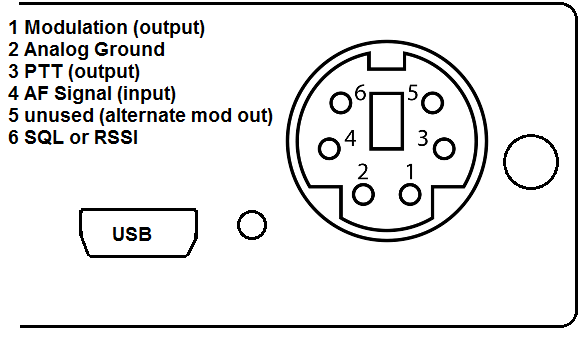 1 Modulation (output)
2 Analog Ground
3 PTT (output)
4 AF Signal (input)
5 unused (alternate mod out)
6 SQL or RSSI
6 5
4 3
2 1
USB